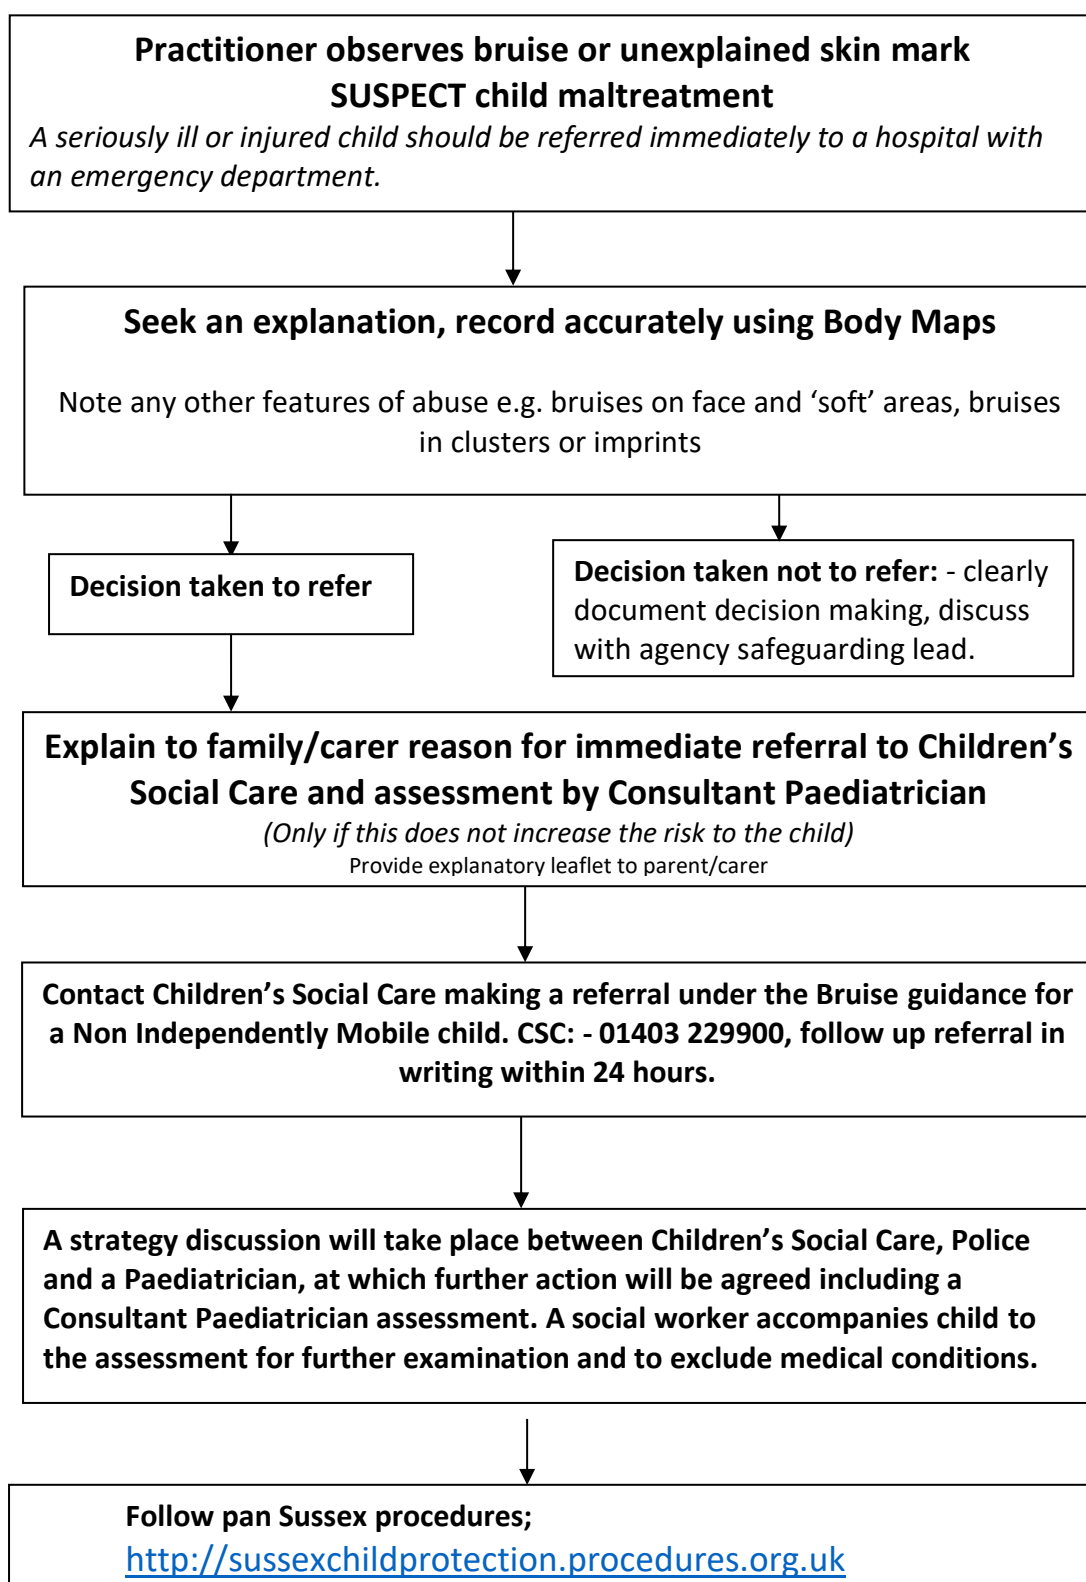 Practitioner observes bruise or unexplained skin mark
SUSPECT child maltreatment
A seriously ill or injured child should be referred immediately to a hospital with
an emergency department.
Seek an explanation, record accurately using Body Maps
Note any other features of abuse e.g. bruises on face and ‘soft’ areas, bruises
in clusters or imprints
Decision taken to refer
Decision taken not to refer: - clearly
document decision making, discuss
with agency safeguarding lead.
Explain to family/carer reason for immediate referral to Children’s
Social Care and assessment by Consultant Paediatrician
(Only if this does not increase the risk to the child)
Provide explanatory leaflet to parent/carer
Contact Children’s Social Care making a referral under the Bruise guidance for
a Non Independently Mobile child. CSC: - 01403 229900, follow up referral in
writing within 24 hours.
A strategy discussion will take place between Children’s Social Care, Police
and a Paediatrician, at which further action will be agreed including a
Consultant Paediatrician assessment. A social worker accompanies child to
the assessment for further examination and to exclude medical conditions.
Follow pan Sussex procedures;
http://sussexchildprotection.procedures.org.uk